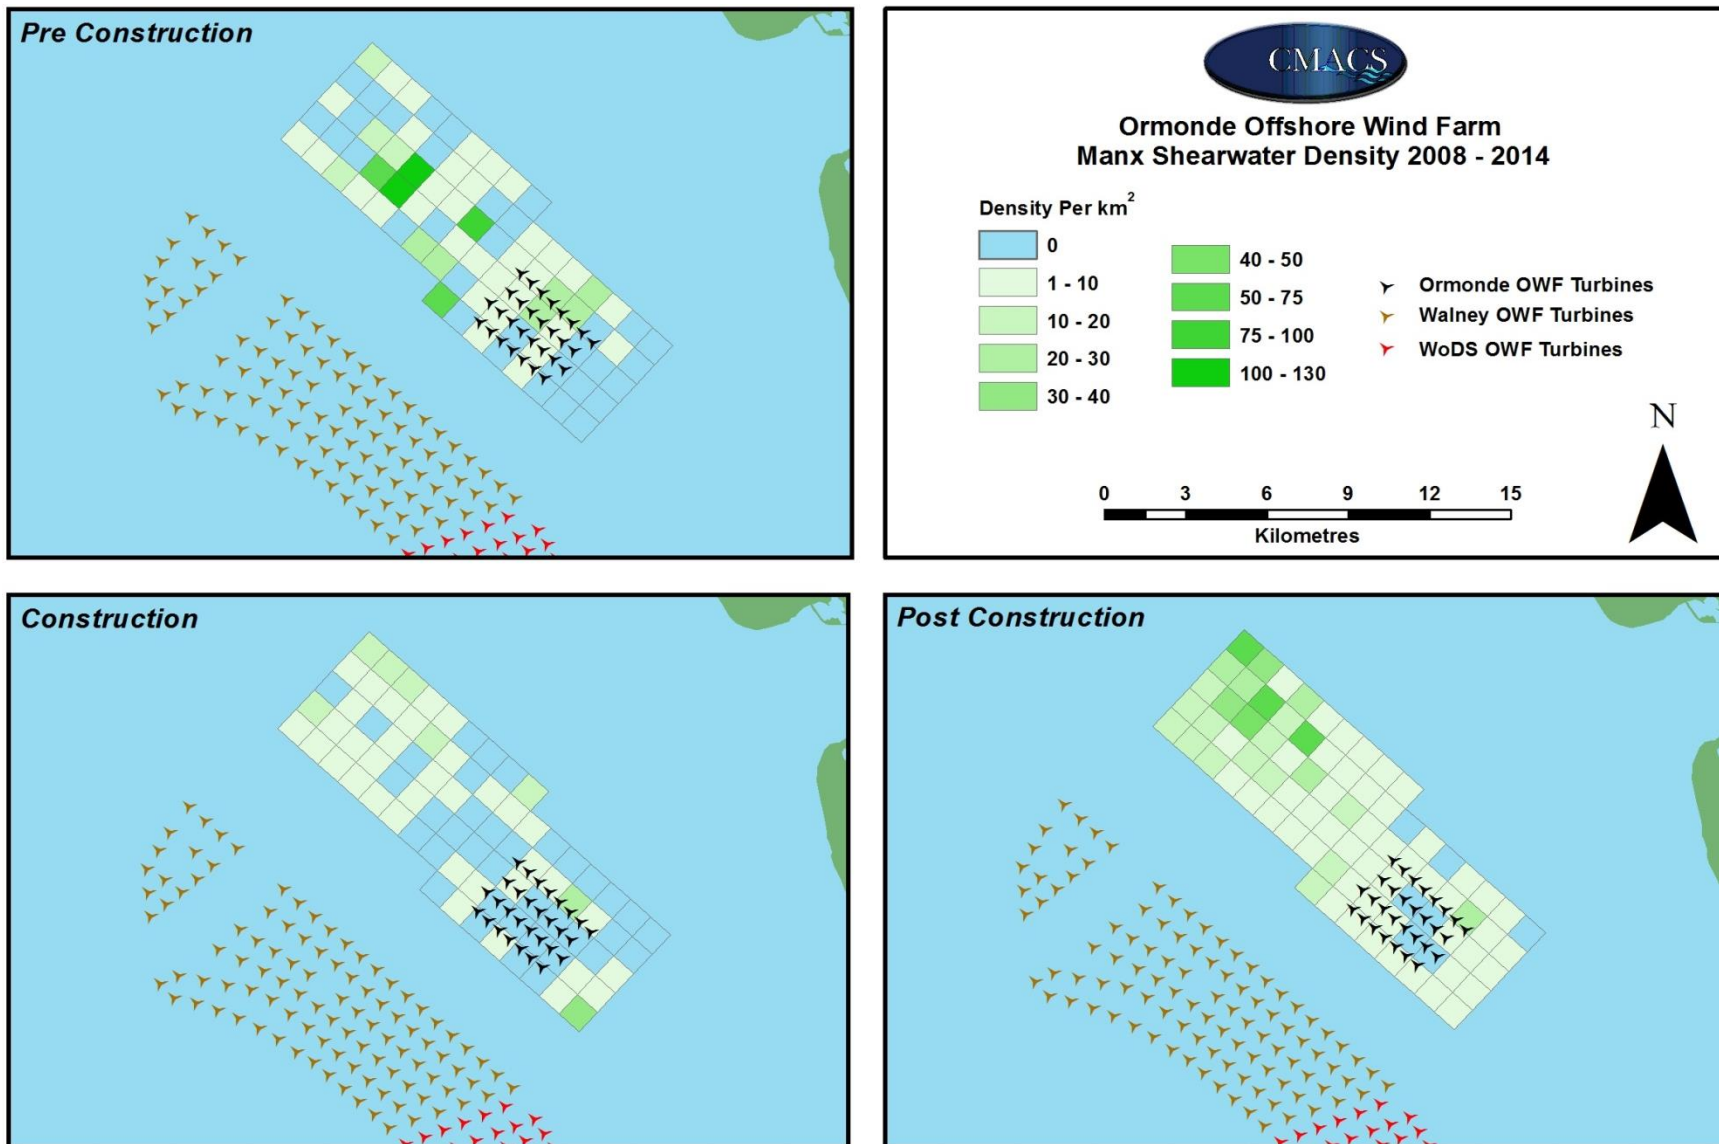 Pre Construction
CMACS
Ormonde Offshore Wind Farm
Manx Shearwater Density 2008 - 2014
Density Per km²
0
1 - 10
10 - 20
20 - 30
30 - 40
40 - 50
50 - 75
75 - 100
100 - 130
Ormonde OWF Turbines
Walney OWF Turbines
WoDS OWF Turbines
N
0 3 6 9 12 15
Kilometres
Construction
Post Construction